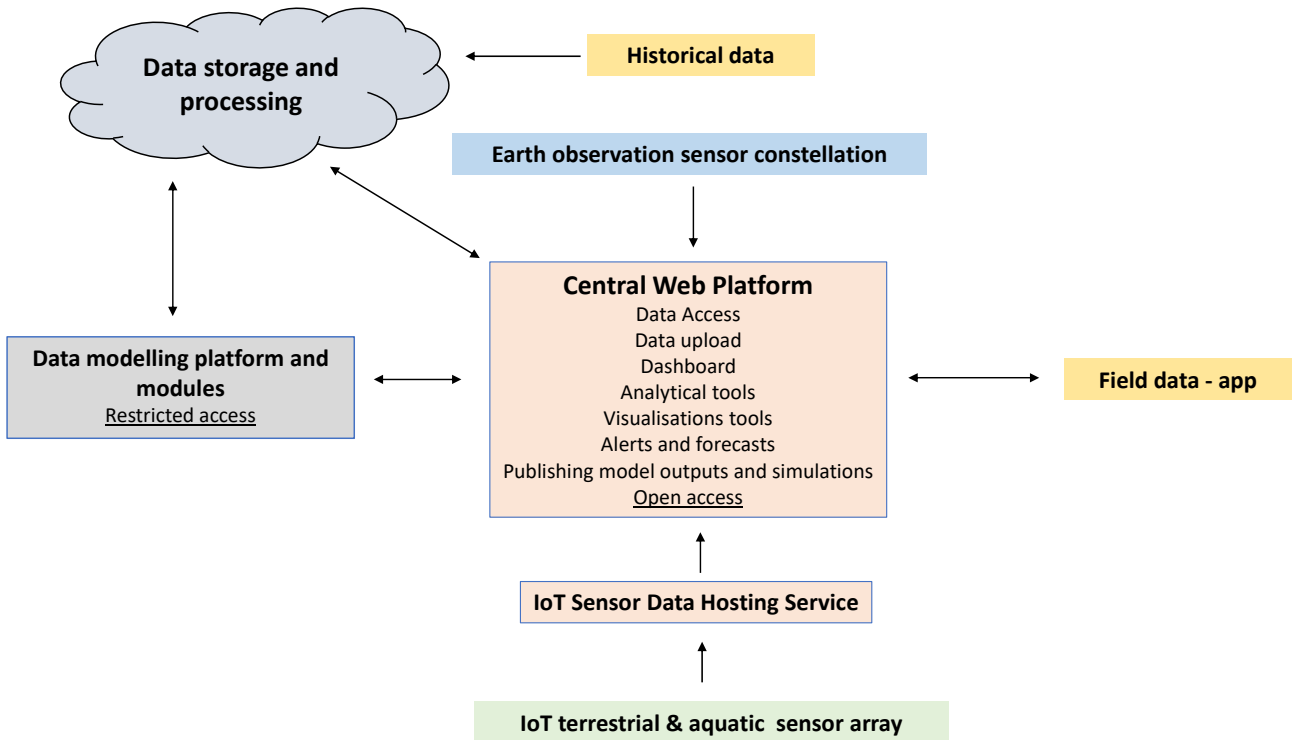 Data storage and
processing
Historical data
Earth observation sensor constellation
Central Web Platform
Data Access
Data upload
Dashboard
Analytical tools
Visualisations tools
Alerts and forecasts
Publishing model outputs and simulations
Open access
Data modelling platform and
modules
Restricted access
Field data - app
IoT Sensor Data Hosting Service
IoT terrestrial & aquatic  sensor array